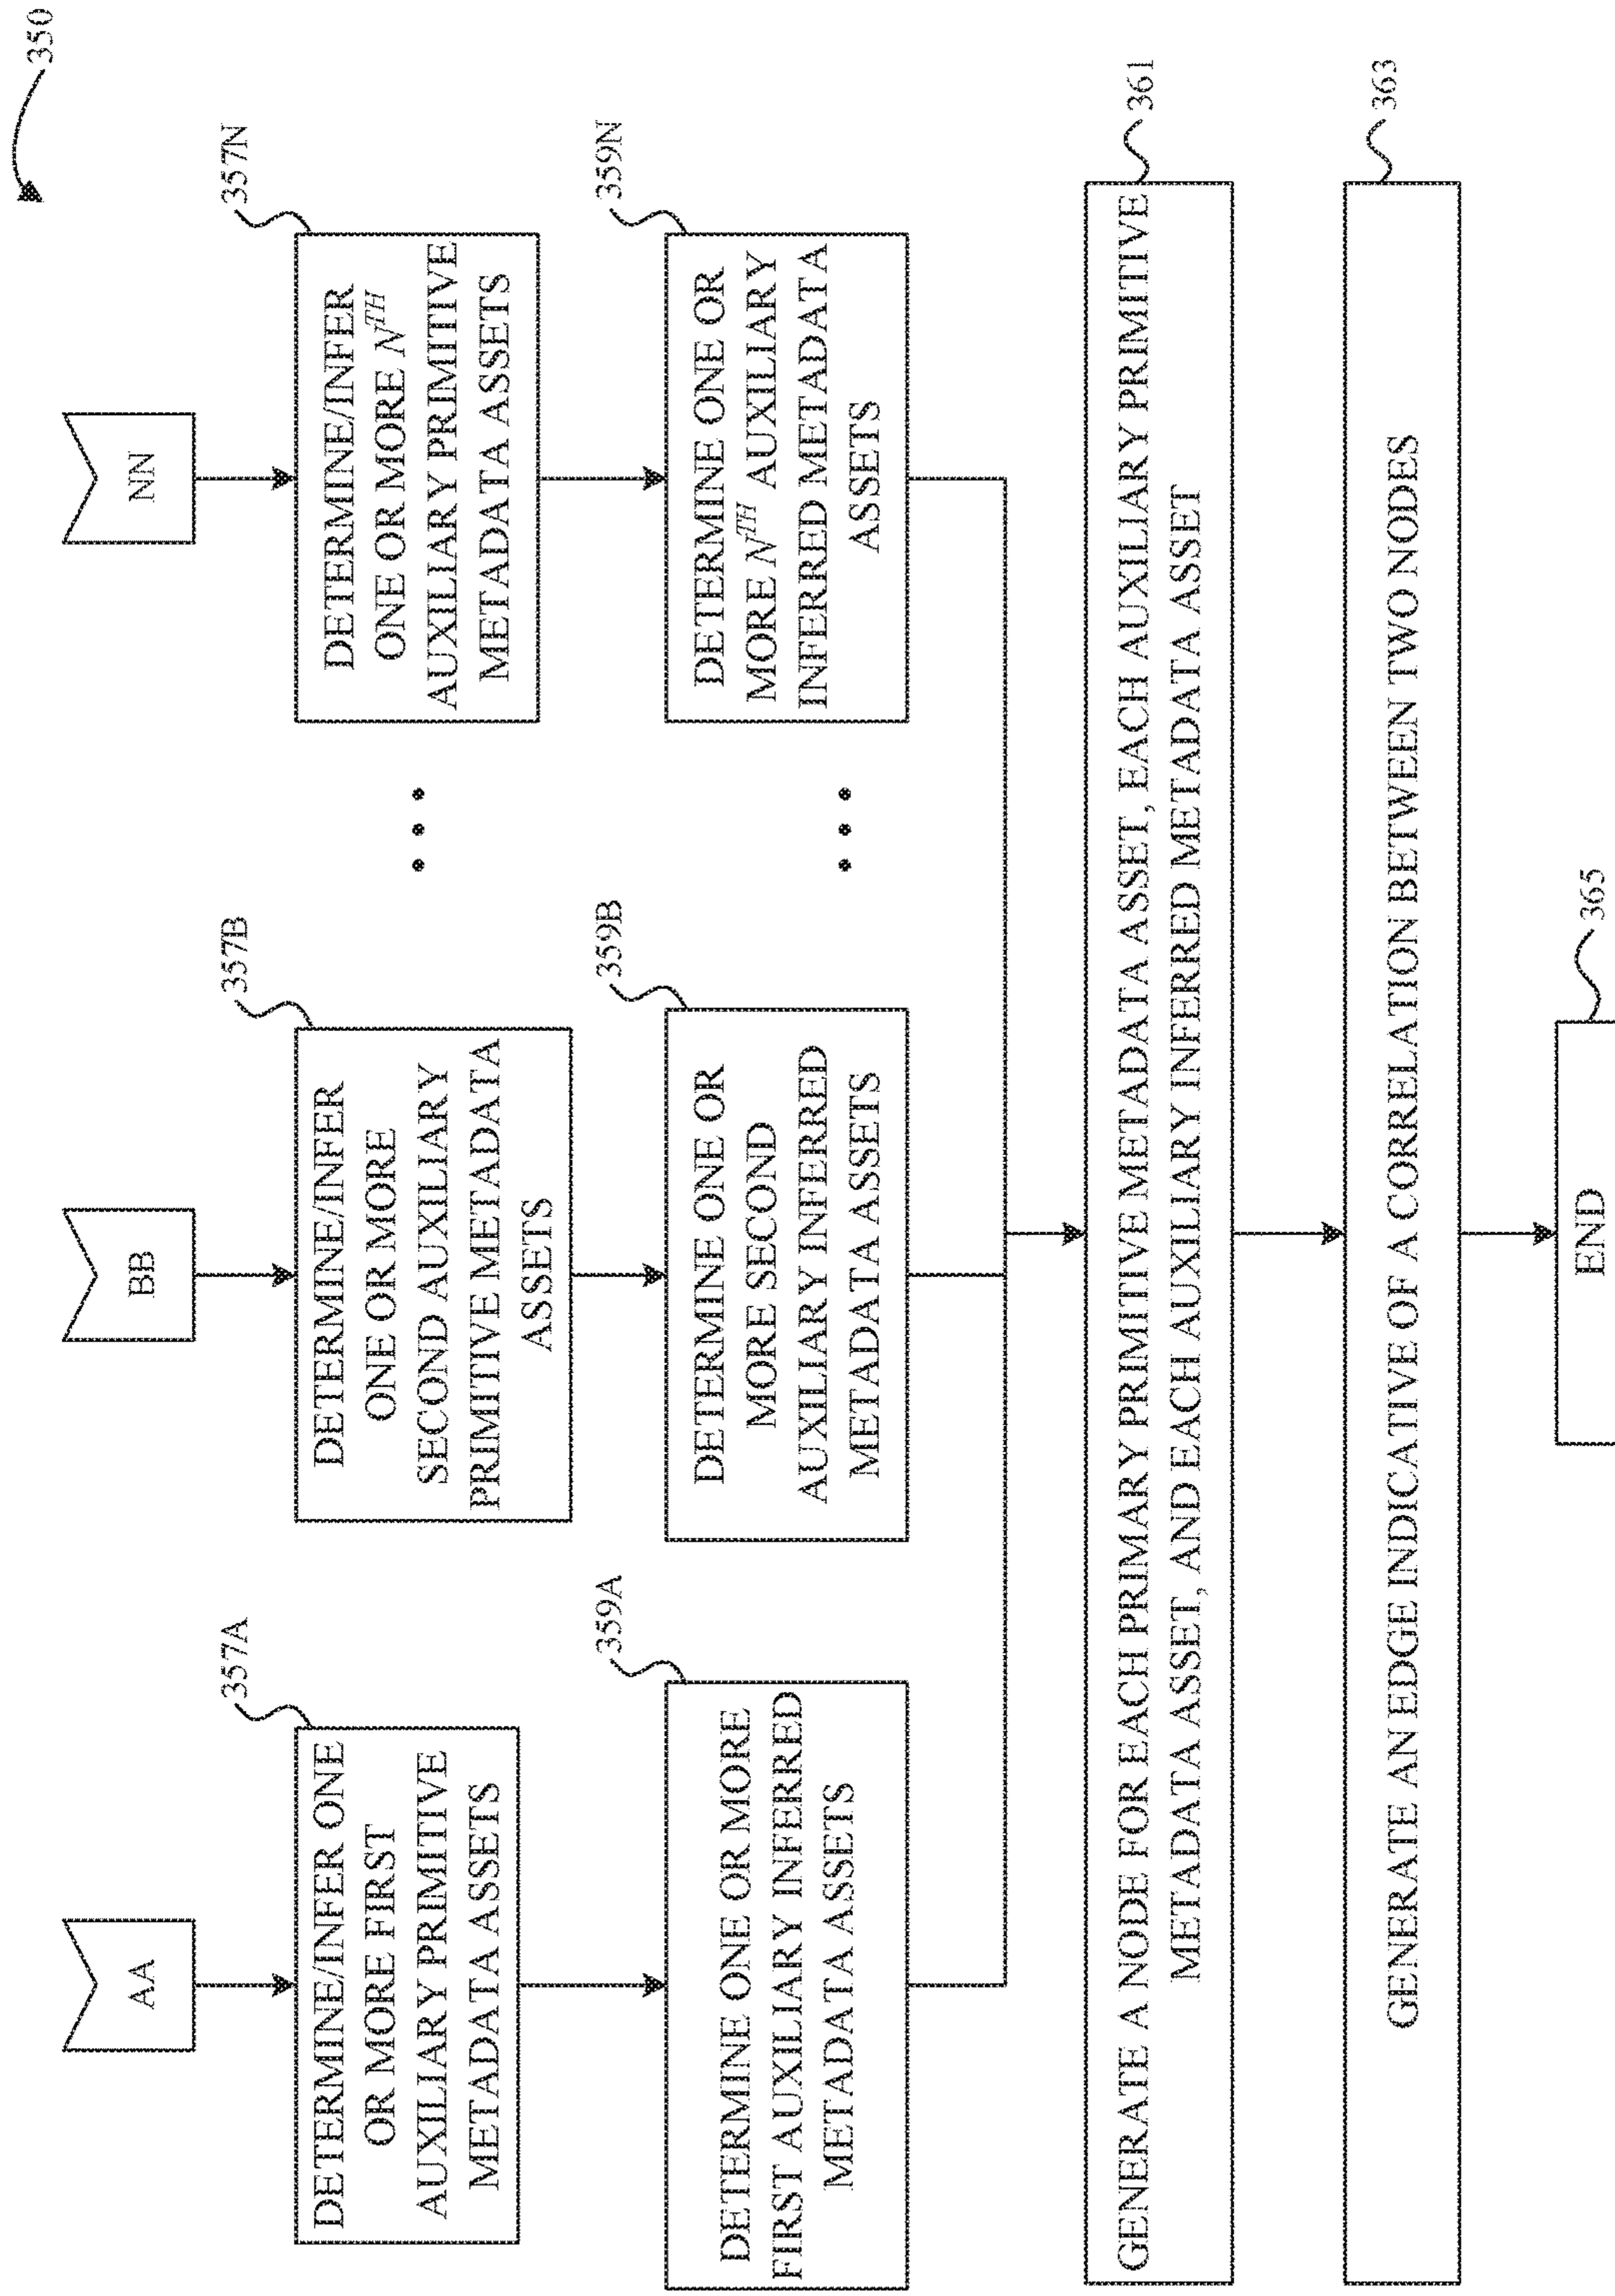 350
AA
BB
NN
357A
DETERMINE/INFER ONE
OR MORE FIRST
AUXILIARY PRIMITIVE
METADATA ASSETS
357B
DETERMINE/INFER
ONE OR MORE
SECOND AUXILIARY
PRIMITIVE METADATA
ASSETS
357N
DETERMINE/INFER
ONE OR MORE N^TH
AUXILIARY PRIMITIVE
METADATA ASSETS
359A
DETERMINE ONE OR MORE
FIRST AUXILIARY INFERRED
METADATA ASSETS
359B
DETERMINE ONE OR
MORE SECOND
AUXILIARY INFERRED
METADATA ASSETS
359N
DETERMINE ONE OR
MORE N^TH AUXILIARY
INFERRED METADATA
ASSETS
361
GENERATE A NODE FOR EACH PRIMARY PRIMITIVE METADATA ASSET, EACH AUXILIARY PRIMITIVE
METADATA ASSET, AND EACH AUXILIARY INFERRED METADATA ASSET
363
GENERATE AN EDGE INDICATIVE OF A CORRELATION BETWEEN TWO NODES
365
END